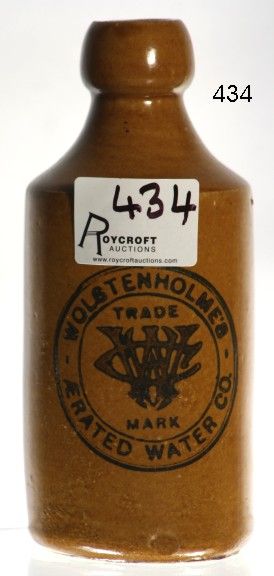 434
434
ROYCROFT
AUCTIONS
www.roycroftauctions.com
WOLSTENHOLMES
TRADE
MARK
ÆRATED WATER CO.